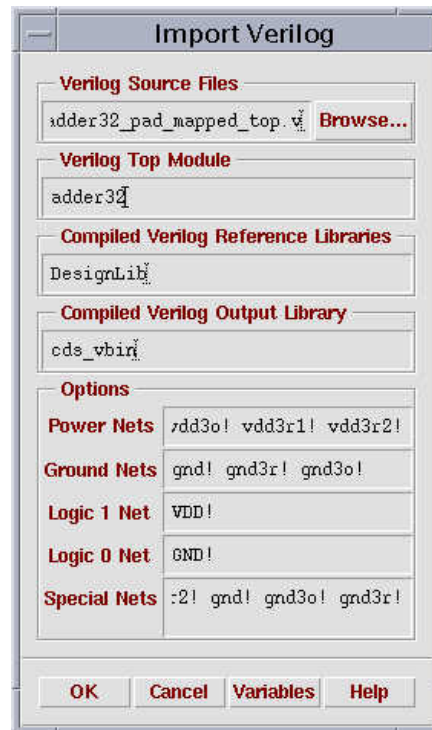 Import Verilog
Verilog Source Files
adder32_pad_mapped_top.v Browse...
Verilog Top Module
adder32
Compiled Verilog Reference Libraries
DesignLib
Compiled Verilog Output Library
cds_vbin
Options
Power Nets vdd3o! vdd3r1! vdd3r2!
Ground Nets gnd! gnd3r! gnd3o!
Logic 1 Net VDD!
Logic 0 Net GND!
Special Nets :2! gnd! gnd3o! gnd3r!
OK Cancel Variables Help